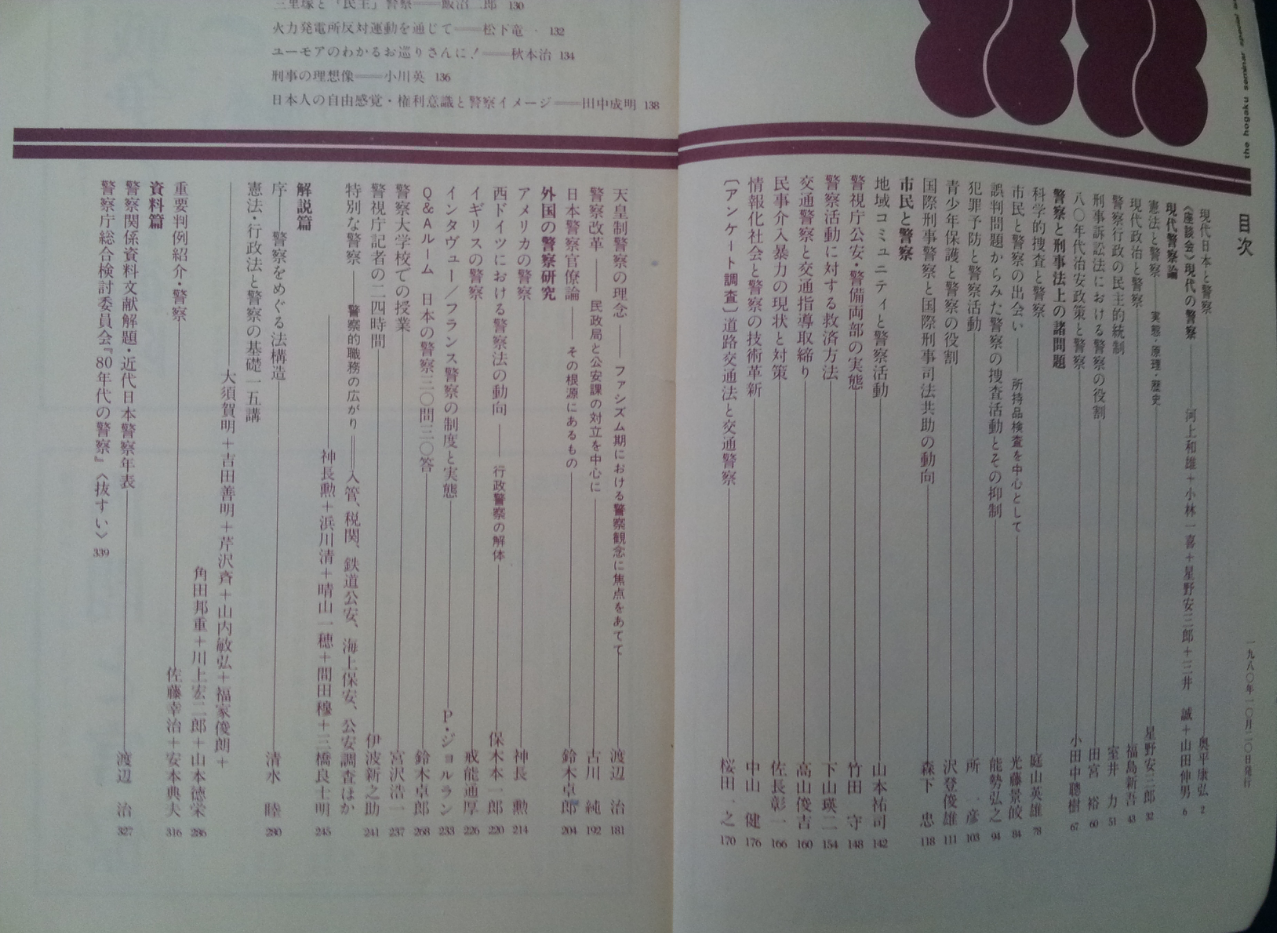 三里塚と「民主」警察══飯沼二郎 130
火力発電所反対運動を通じて══松下竜一 132
ユーモアのわかるお巡りさんに!══秋本治 134
刑事の理想像══小川英 136
日本人の自由感覚・権利意識と警察イメージ══田中成明 138
the hogaku seminar
目次
一九八〇年一〇月二〇日発行
現代日本と警察 奥平康弘 2
〈座談会〉現代の警察 河上和雄+小林一喜+星野安三郎+三井 誠+山田伸男 6
現代警察論
憲法と警察――実態・原理・歴史 星野安三郎 32
現代政治と警察 福島新吾 43
警察行政の民主的統制 室井 力 51
刑事訴訟法における警察の役割 田宮 裕 60
八〇年代治安政策と警察 小田中聰樹 67
警察と刑事法上の諸問題
科学的捜査と警察 庭山英雄 78
市民と警察の出会い――所持品検査を中心として 光藤景皎 84
誤判問題からみた警察の捜査活動とその抑制 能勢弘之 94
犯罪予防と警察活動 所 一彦 103
青少年保護と警察の役割 沢登俊雄 111
国際刑事警察と国際刑事司法共助の動向 森下 忠 118
市民と警察
地域コミュニティと警察活動 山本祐司 142
警視庁公安・警備両部の実態 竹田 守 148
警察活動に対する救済方法 下山瑛二 154
交通警察と交通指導取締り 高山俊吉 160
民事介入暴力の現状と対策 佐長彰一 166
情報化社会と警察の技術革新 中山 健 176
〔アンケート調査〕道路交通法と交通警察 桜田一之 170
天皇制警察の理念――ファシズム期における警察観念に焦点をあてて 渡辺 治 181
警察改革――民政局と公安課の対立を中心に 古川 純 192
日本警察官僚論――その根源にあるもの 鈴木卓郎 204
外国の警察研究
アメリカの警察 神長 勲 214
西ドイツにおける警察法の動向――行政警察の解体 保木本一郎 220
イギリスの警察 戒能通厚 226
インタヴュー/フランス警察の制度と実態 P・ジョルラン 233
Q&Aルーム 日本の警察三〇問三〇答 鈴木卓郎 268
警察大学校での授業 宮沢浩一 237
警視庁記者の二四時間 伊波新之助 241
特別な警察――警察的職務の広がり══入管、税関、鉄道公安、海上保安、公安調査ほか
神長勲+浜川清+晴山一穂+間田穆+三橋良士明 245
解説篇
序――警察をめぐる法構造 清水 睦 280
憲法・行政法と警察の基礎一五講
大須賀明+吉田善明+芹沢斉+山内敏弘+福家俊朗+
角田邦重+川上宏二郎+山本徳栄 286
重要判例紹介・警察 佐藤幸治+安本典夫 316
資料篇
警察関係資料文献解題・近代日本警察年表 渡辺 治 327
警察庁総合検討委員会『80年代の警察』〈抜すい〉 339